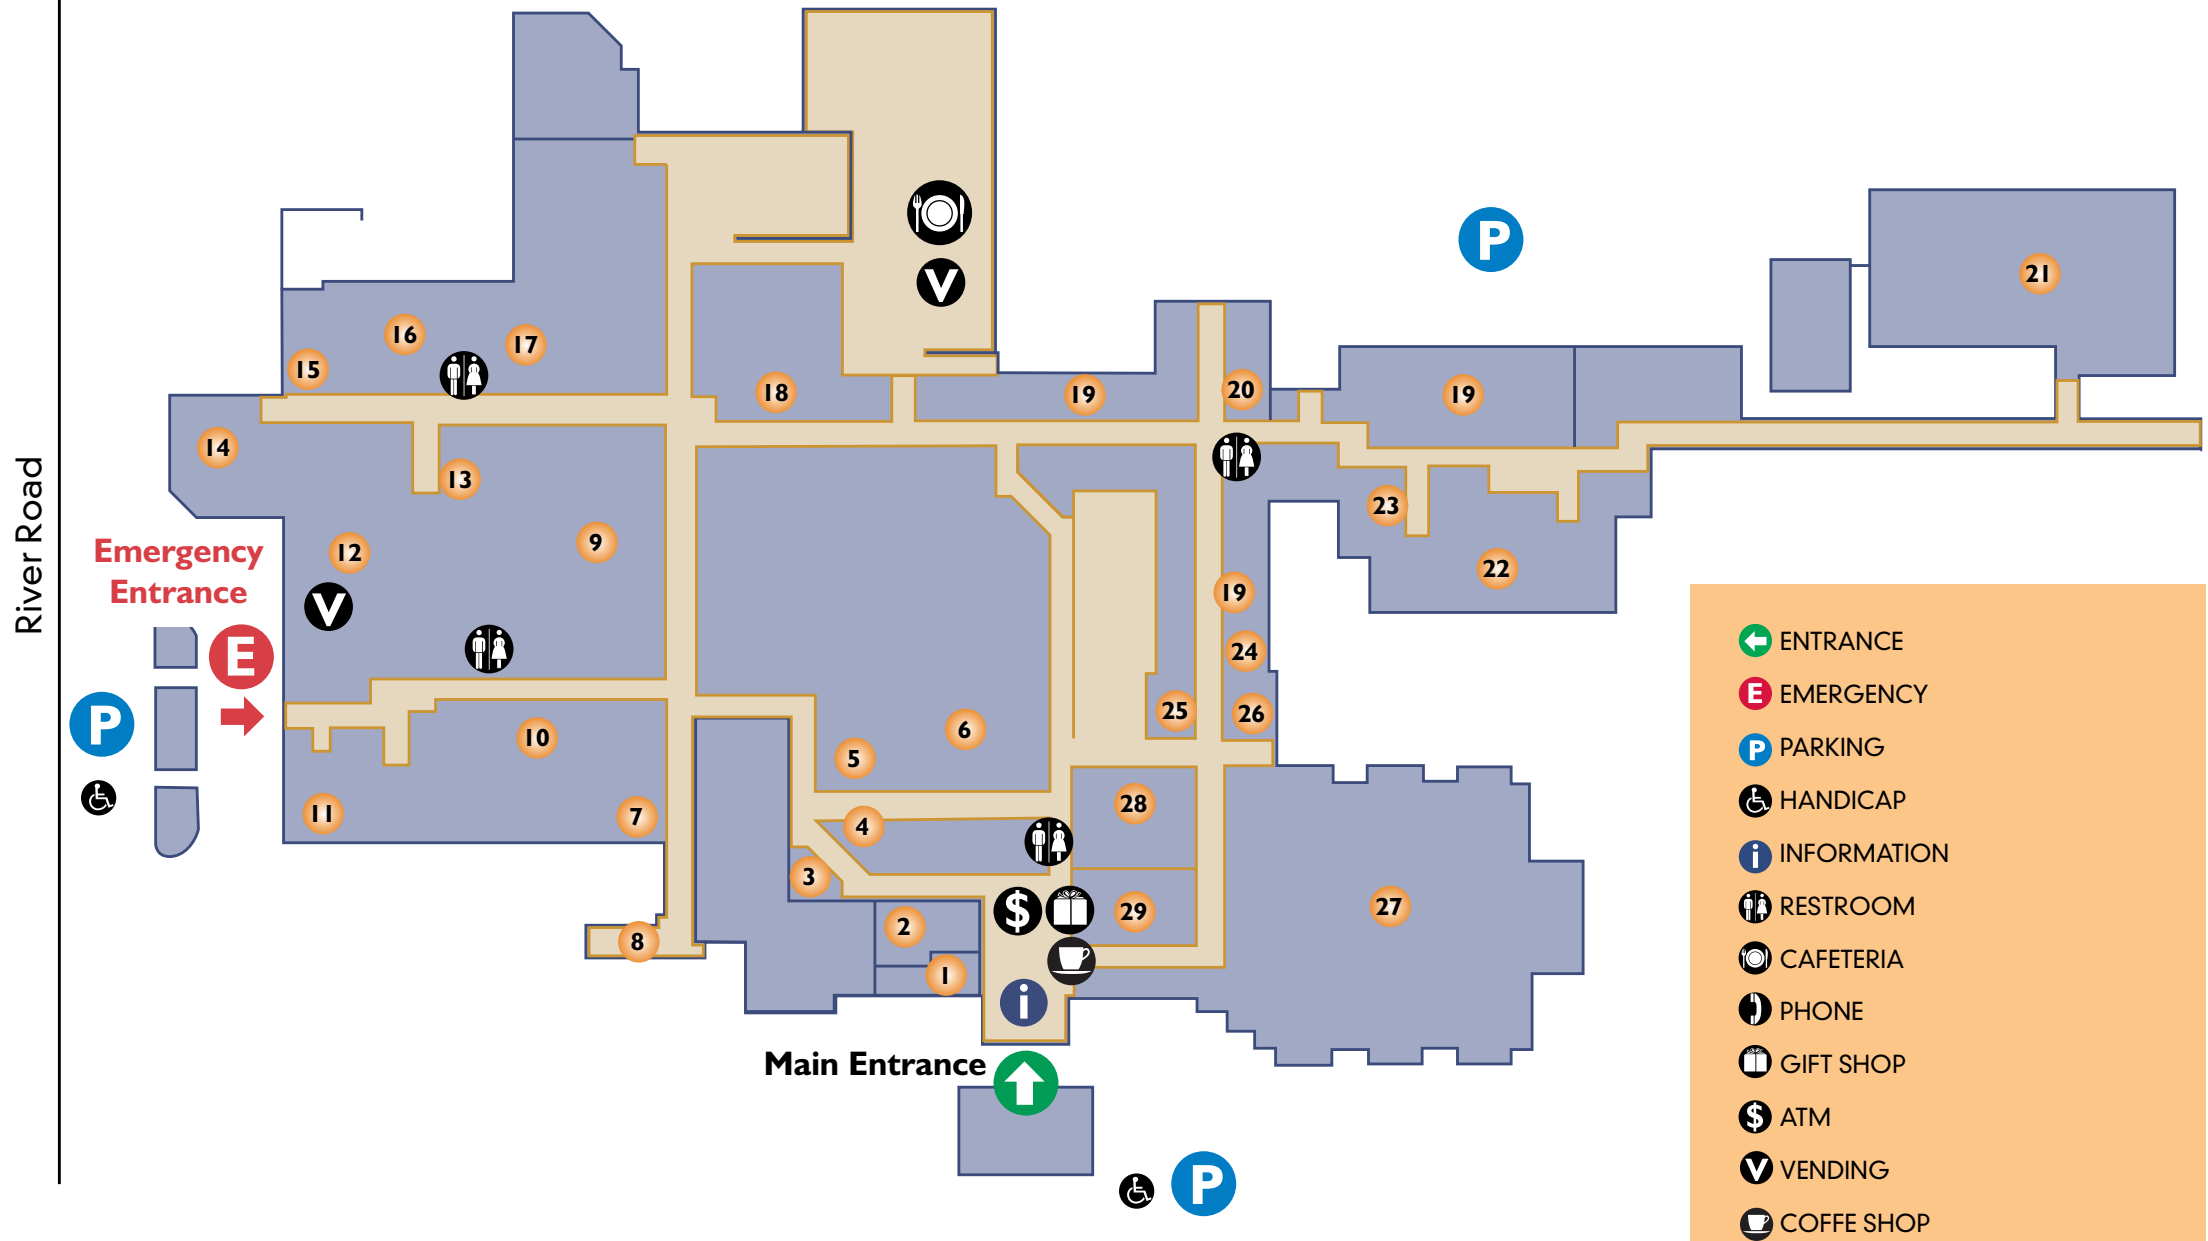 River Road
16
17
15
18
19
20
19
21
14
13
23
12
9
22
Emergency
Entrance
V
V
E
P
P
19
24
25
26
10
5
6
11
7
4
28
3
$
29
27
2
8
1
i
Main Entrance
P
ENTRANCE
E EMERGENCY
P PARKING
HANDICAP
i INFORMATION
RESTROOM
CAFETERIA
PHONE
GIFT SHOP
$ ATM
V VENDING
COFFE SHOP